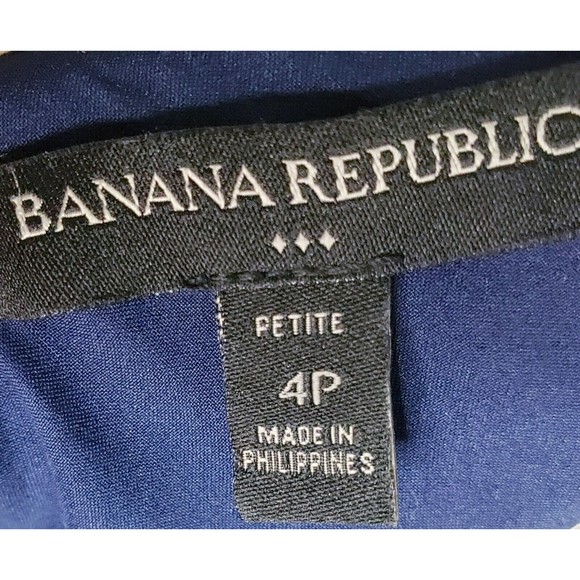 BANANA REPUBLIC
PETITE
4P
MADE IN
PHILIPPINES